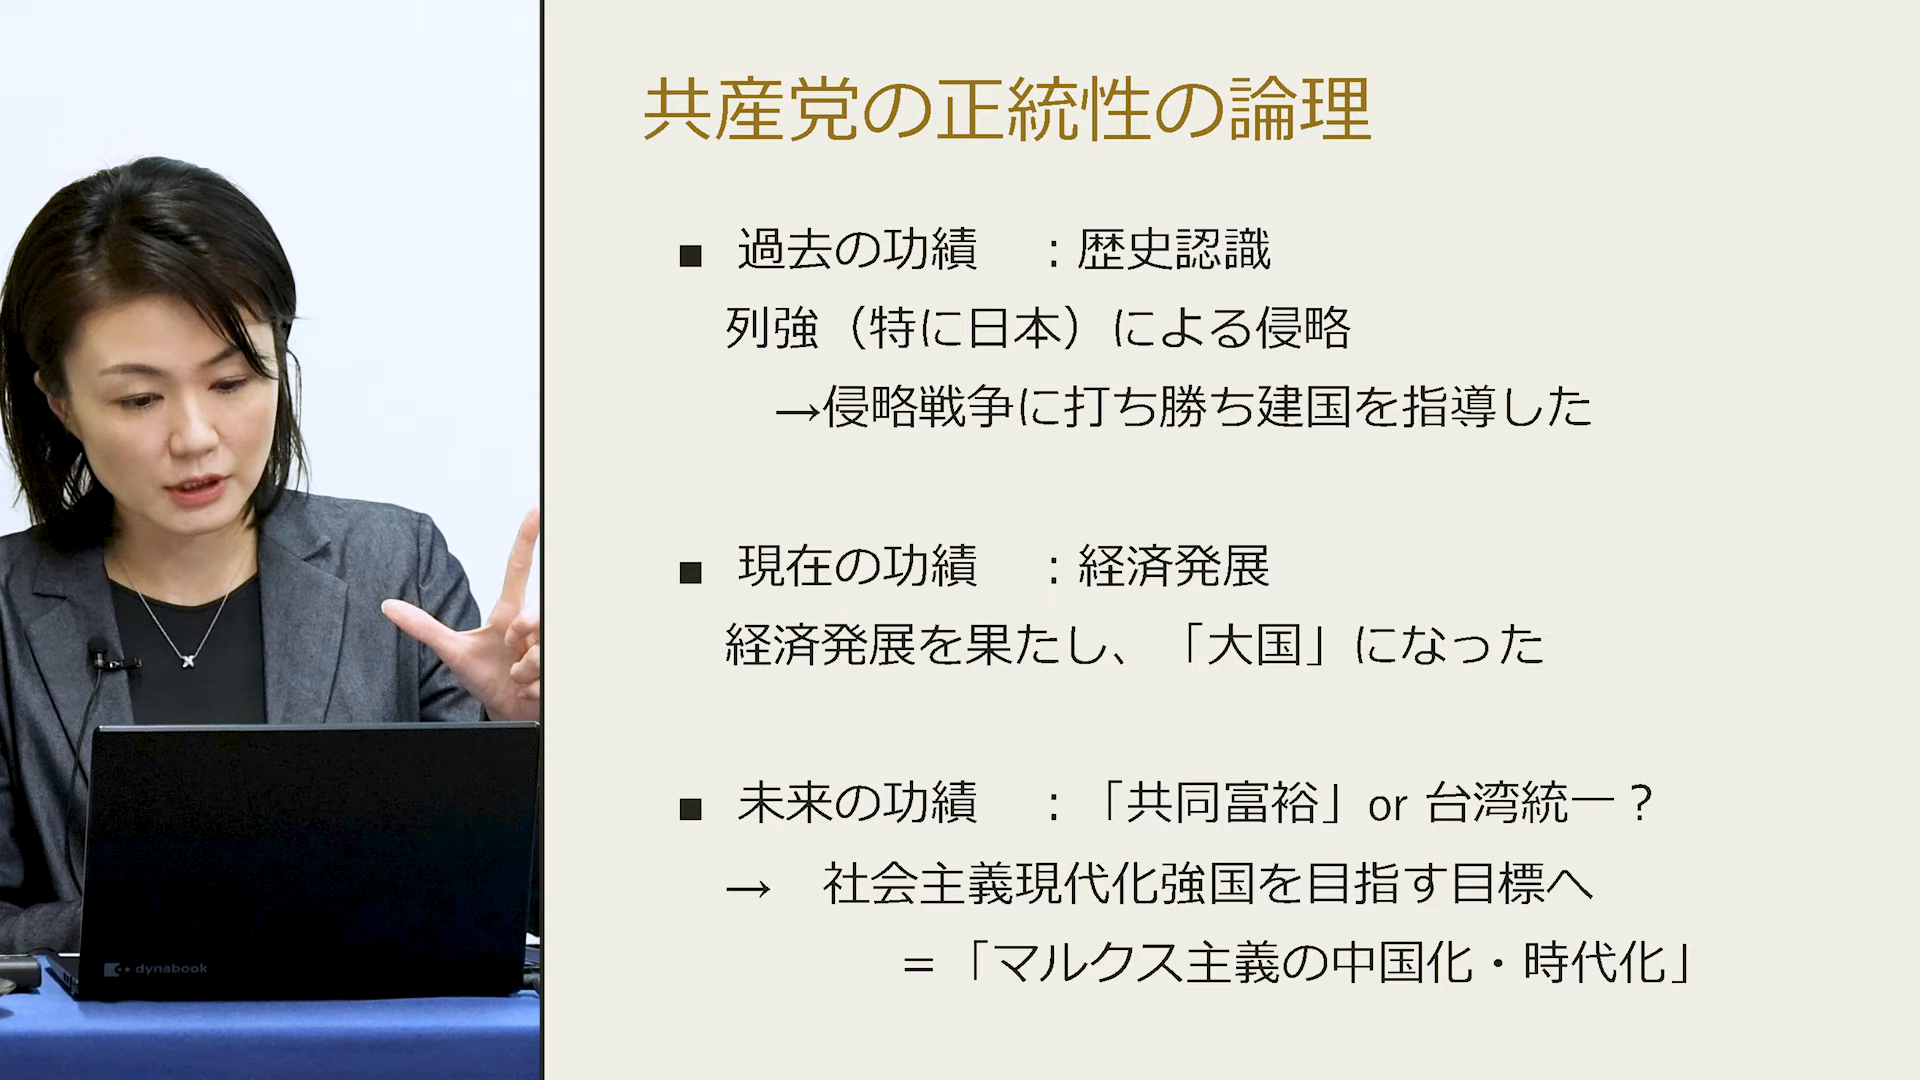 共産党の正統性の論理
■ 過去の功績　：歴史認識
列強（特に日本）による侵略
→侵略戦争に打ち勝ち建国を指導した
■ 現在の功績　：経済発展
経済発展を果たし、「大国」になった
■ 未来の功績　：「共同富裕」or 台湾統一？
→　社会主義現代化強国を目指す目標へ
＝「マルクス主義の中国化・時代化」
dynabook